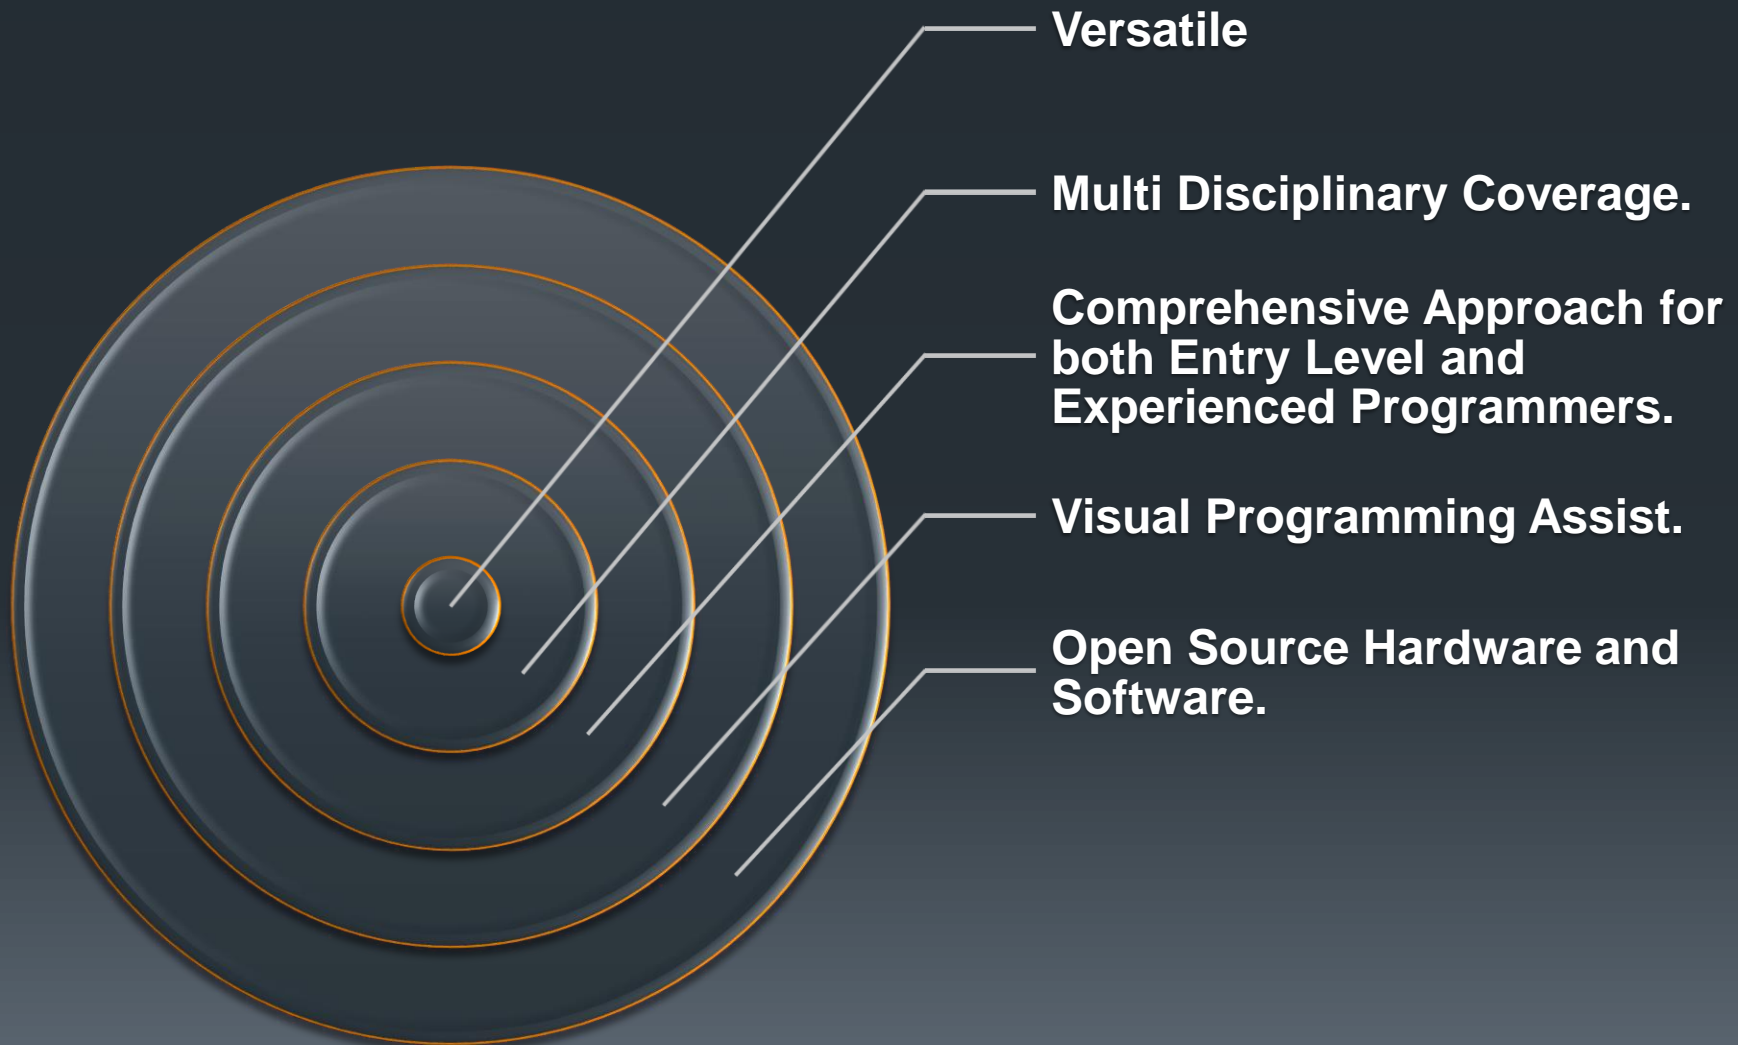 Versatile
Multi Disciplinary Coverage.
Comprehensive Approach for
both Entry Level and
Experienced Programmers.
Visual Programming Assist.
Open Source Hardware and
Software.